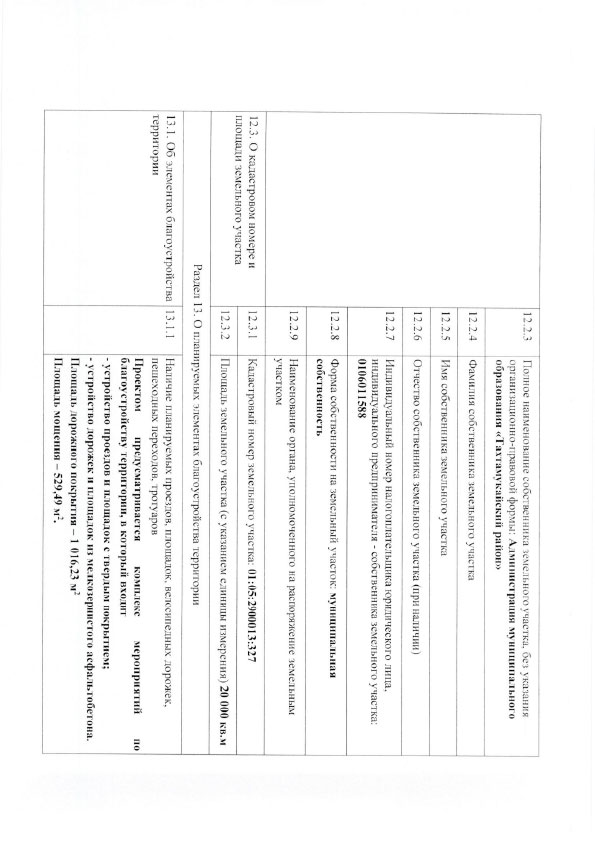 12.2.3 Полное наименование собственника земельного участка, без указания
организационно-правовой формы: Администрация муниципального
образования «Тахтамукайский район»
12.2.4 Фамилия собственника земельного участка
12.2.5 Имя собственника земельного участка
12.2.6 Отчество собственника земельного участка (при наличии)
12.2.7 Индивидуальный номер налогоплательщика юридического лица,
индивидуального предпринимателя - собственника земельного участка:
0106011588
12.2.8 Форма собственности на земельный участок: муниципальная
собственность
12.2.9 Наименование органа, уполномоченного на распоряжение земельным
участком
12.3. О кадастровом номере и
площади земельного участка
12.3.1 Кадастровый номер земельного участка: 01:05:2900013:327
12.3.2 Площадь земельного участка (с указанием единицы измерения) 20 000 кв.м
Раздел 13. О планируемых элементах благоустройства территории
13.1. Об элементах благоустройства
территории
13.1.1 Наличие планируемых проездов, площадок, велосипедных дорожек,
пешеходных переходов, тротуаров
Проектом предусматривается комплекс мероприятий по
благоустройству территории, в который входит
- устройство проездов и площадок с твердым покрытием;
- устройство дорожек и площадок из мелкозернистого асфальтобетона.
Площадь дорожного покрытия – 1 016,23 м²
Площадь мощения – 529,49 м².